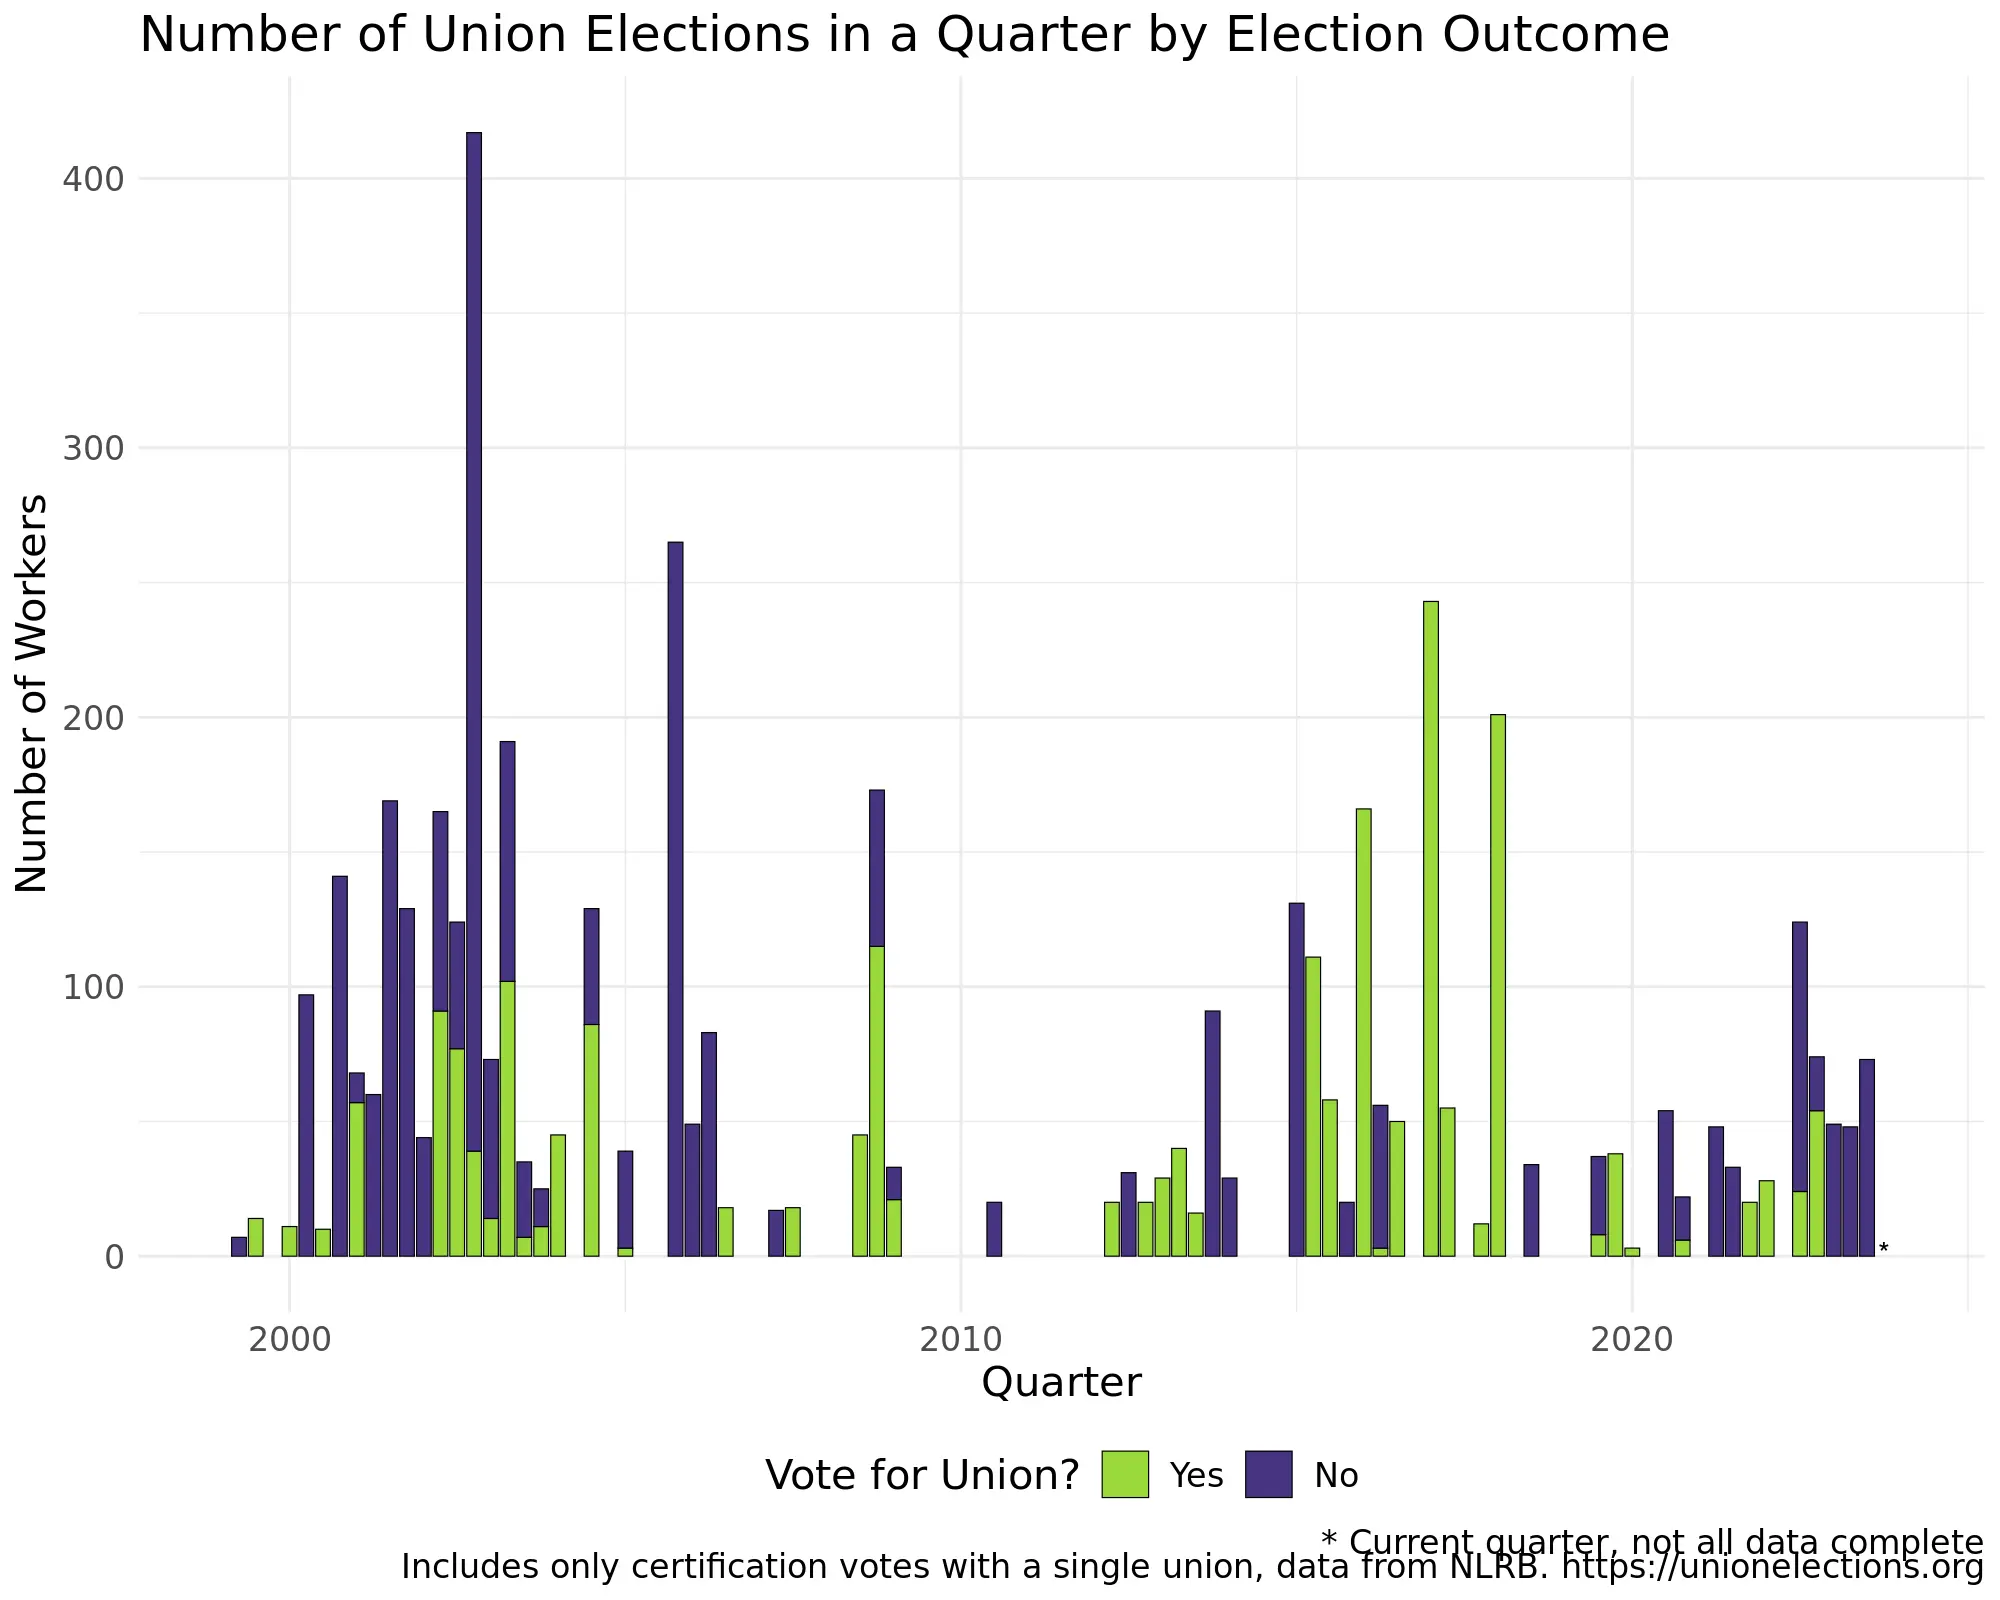 Number of Union Elections in a Quarter by Election Outcome
400
300
200
100
0
Number of Workers
2000 2010 2020
Quarter
*
Vote for Union? Yes No
* Current quarter, not all data complete
Includes only certification votes with a single union, data from NLRB. https://unionelections.org